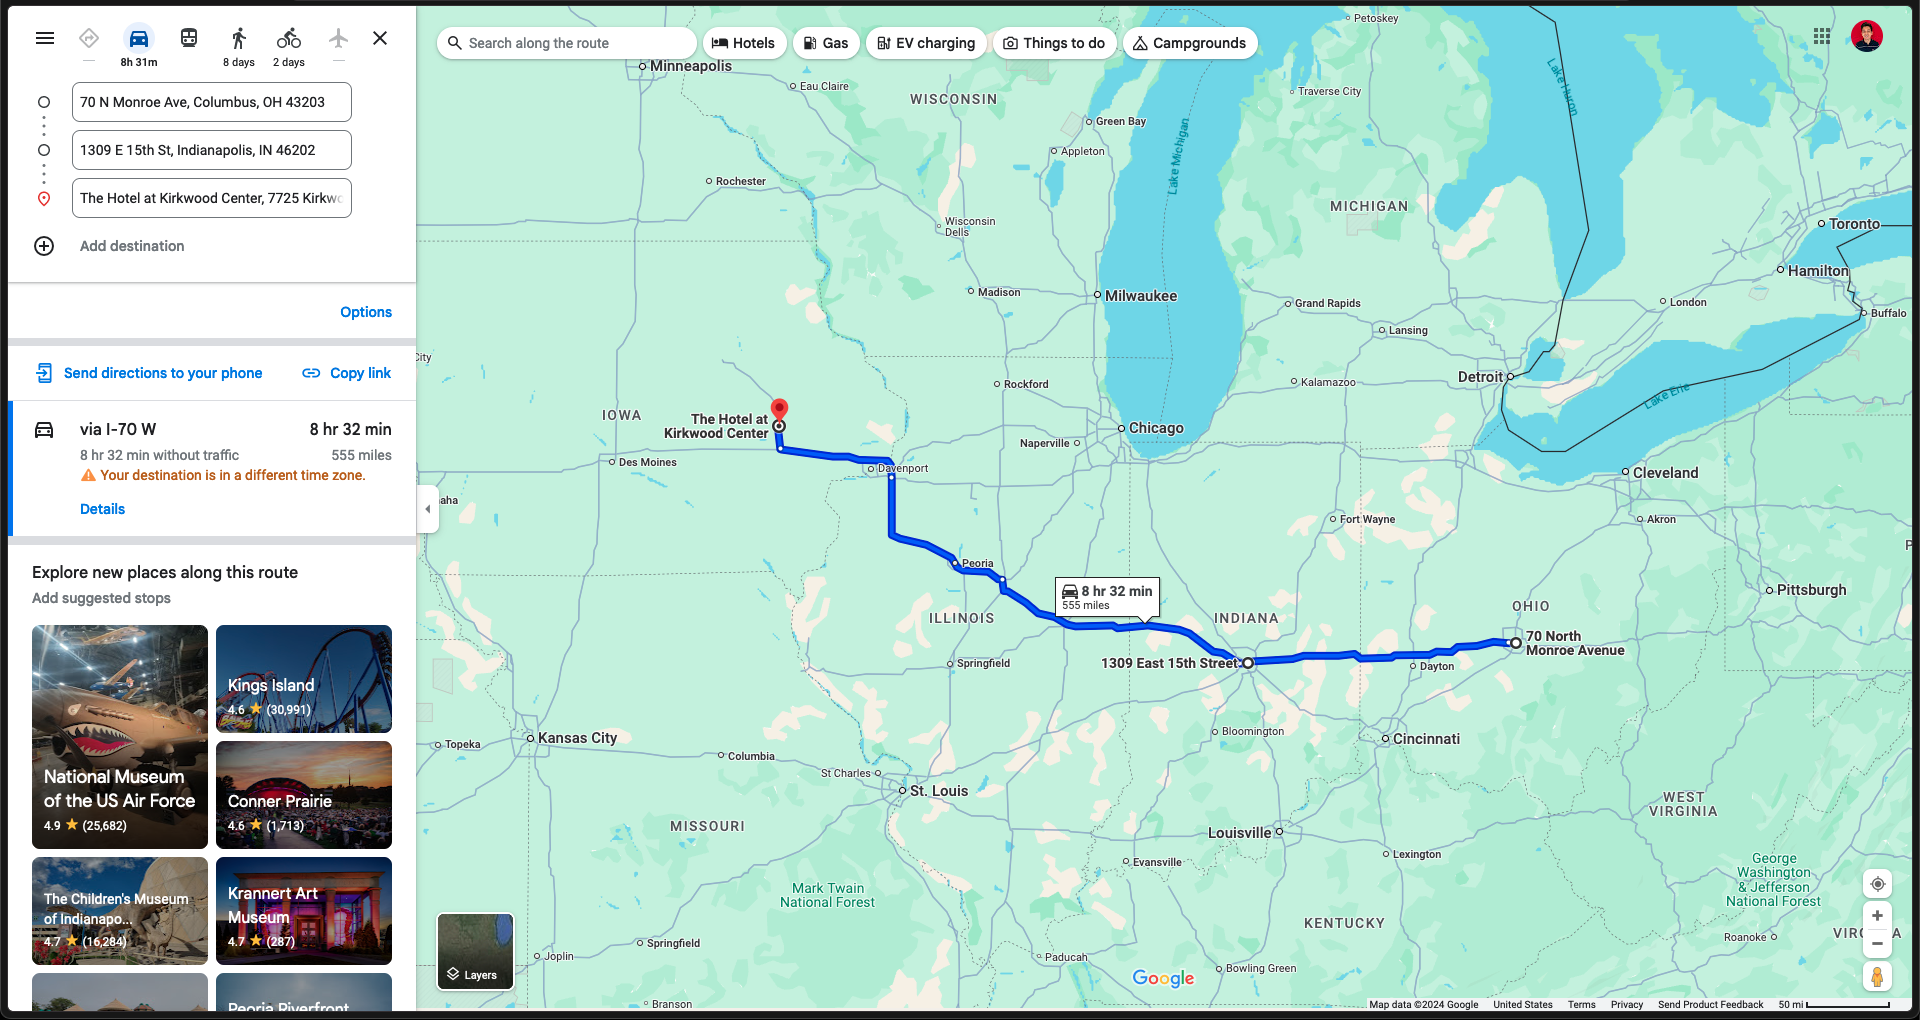 8h 31m
8 days
2 days
70 N Monroe Ave, Columbus, OH 43203
1309 E 15th St, Indianapolis, IN 46202
The Hotel at Kirkwood Center, 7725 Kirkwo
Add destination
Options
Send directions to your phone
Copy link
via I-70 W
8 hr 32 min
8 hr 32 min without traffic
555 miles
Your destination is in a different time zone.
Details
Explore new places along this route
Add suggested stops
National Museum
of the US Air Force
4.9 ★ (25,682)
Kings Island
4.6 ★ (30,991)
Conner Prairie
4.6 ★ (1,713)
The Children's Museum
of Indianapo...
4.7 ★ (16,284)
Krannert Art
Museum
4.7 ★ (287)
Peoria Riverfront
Search along the route
Hotels
Gas
EV charging
Things to do
Campgrounds
Petoskey
Minneapolis
Eau Claire
WISCONSIN
Traverse City
Lake Huron
Green Bay
Appleton
Lake Michigan
Rochester
Wisconsin
Dells
MICHIGAN
Toronto
Hamilton
Madison
Milwaukee
Grand Rapids
London
Buffalo
Lansing
City
Rockford
Kalamazoo
Detroit
Lake Erie
IOWA
The Hotel at
Kirkwood Center
Chicago
Naperville
Des Moines
Davenport
Cleveland
aha
Fort Wayne
Akron
P
Peoria
8 hr 32 min
555 miles
Pittsburgh
ILLINOIS
INDIANA
OHIO
70 North
Monroe Avenue
Springfield
1309 East 15th Street
Dayton
Topeka
Kansas City
Columbia
Bloomington
Cincinnati
St Charles
St. Louis
WEST
VIRGINIA
MISSOURI
Louisville
Evansville
Lexington
George
Washington
& Jefferson
National Forest
Mark Twain
National Forest
KENTUCKY
Roanoke
VIRG
A
Springfield
Joplin
Layers
Paducah
Bowling Green
Google
Branson
Map data ©2024 Google
United States
Terms
Privacy
Send Product Feedback
50 mi